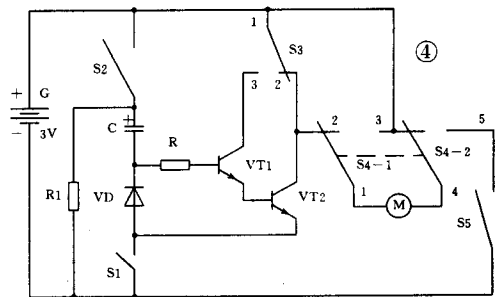 1
④
S3
S2
+ G
3 2
+
2 3 5
− 3V
C
R
S4-1 S4-2
R1
VT1
VD
VT2
1 M 4
S5
S1